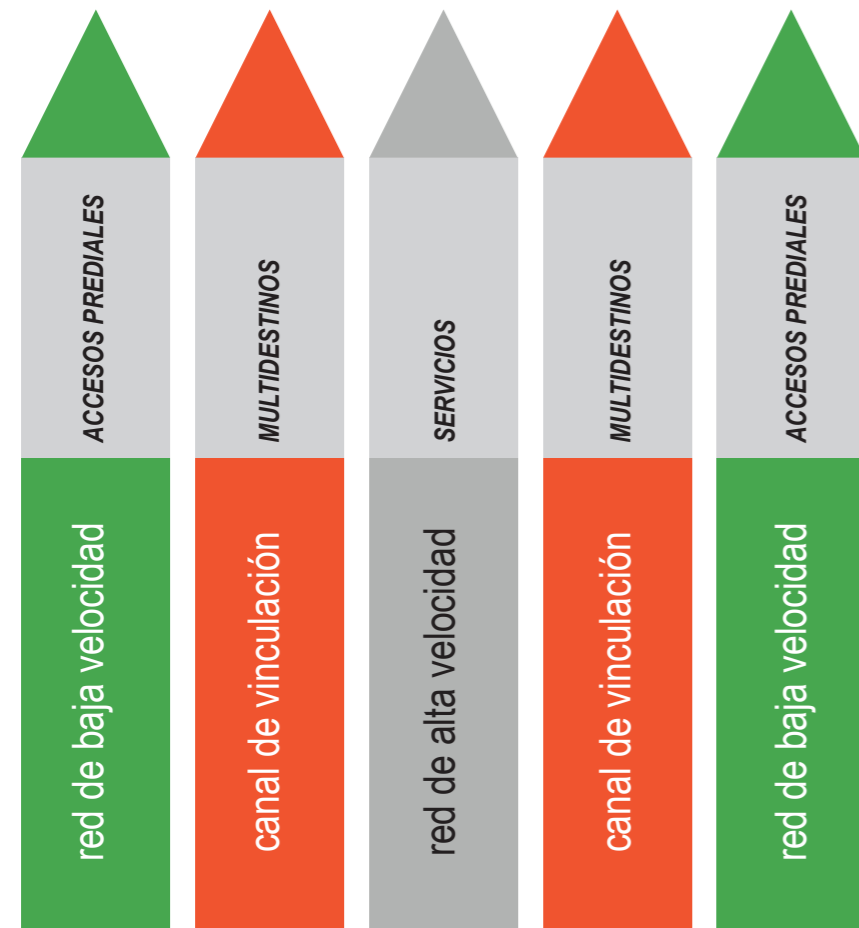 ACCESOS PREDIALES
red de baja velocidad
MULTIDESTINOS
canal de vinculación
SERVICIOS
red de alta velocidad
MULTIDESTINOS
canal de vinculación
ACCESOS PREDIALES
red de baja velocidad